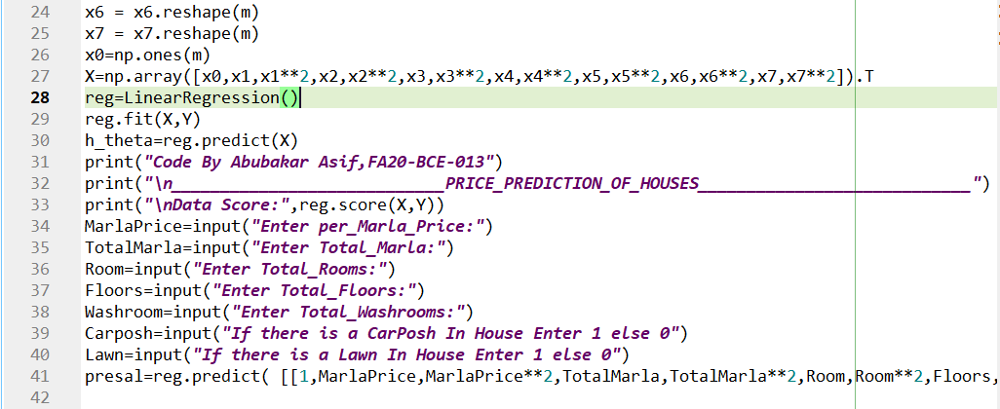 24 x6 = x6.reshape(m)
25 x7 = x7.reshape(m)
26 x0=np.ones(m)
27 X=np.array([x0,x1,x1**2,x2,x2**2,x3,x3**2,x4,x4**2,x5,x5**2,x6,x6**2,x7,x7**2]).T
28 reg=LinearRegression()
29 reg.fit(X,Y)
30 h_theta=reg.predict(X)
31 print("Code By Abubakar Asif,FA20-BCE-013")
32 print("\n____________________________PRICE_PREDICTION_OF_HOUSES____________________________")
33 print("\nData Score:",reg.score(X,Y))
34 MarlaPrice=input("Enter per_Marla_Price:")
35 TotalMarla=input("Enter Total_Marla:")
36 Room=input("Enter Total_Rooms:")
37 Floors=input("Enter Total_Floors:")
38 Washroom=input("Enter Total_Washrooms:")
39 Carposh=input("If there is a CarPosh In House Enter 1 else 0")
40 Lawn=input("If there is a Lawn In House Enter 1 else 0")
41 presal=reg.predict( [[1,MarlaPrice,MarlaPrice**2,TotalMarla,TotalMarla**2,Room,Room**2,Floors,
42